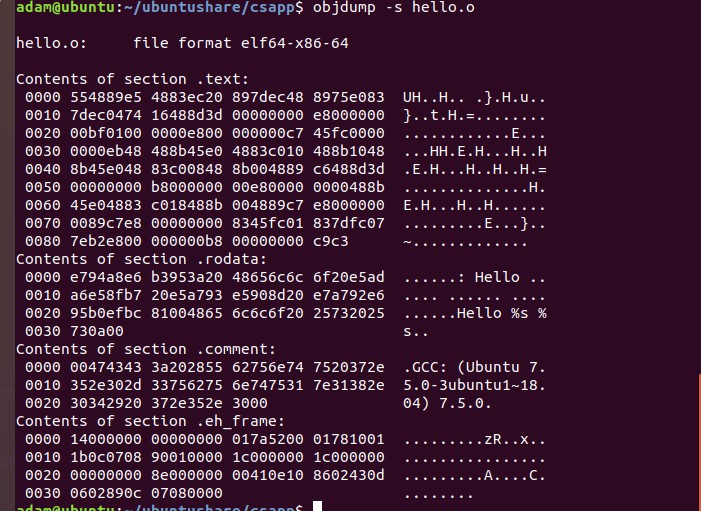 adam@ubuntu:~/ubuntushare/csapp$ objdump -s hello.o
hello.o:     file format elf64-x86-64
Contents of section .text:
 0000 554889e5 4883ec20 897dec48 8975e083  UH..H.. .}.H.u..
 0010 7dec0474 16488d3d 00000000 e8000000  }..t.H.=........
 0020 00bf0100 0000e800 000000c7 45fc0000  ............E...
 0030 0000eb48 488b45e0 4883c010 488b1048  ...HH.E.H...H..H
 0040 8b45e048 83c00848 8b004889 c6488d3d  .E.H...H..H..H.=
 0050 00000000 b8000000 00e80000 0000488b  ..............H.
 0060 45e04883 c018488b 004889c7 e8000000  E.H...H..H......
 0070 0089c7e8 00000000 8345fc01 837dfc07  .........E...}..
 0080 7eb2e800 000000b8 00000000 c9c3      ~.............
Contents of section .rodata:
 0000 e794a8e6 b3953a20 48656c6c 6f20e5ad  ......: Hello ..
 0010 a6e58fb7 20e5a793 e5908d20 e7a792e6  .... ...... ....
 0020 95b0efbc 81004865 6c6c6f20 25732025  ......Hello %s %
 0030 730a00                               s..
Contents of section .comment:
 0000 00474343 3a202855 62756e74 7520372e  .GCC: (Ubuntu 7.
 0010 352e302d 33756275 6e747531 7e31382e  5.0-3ubuntu1~18.
 0020 30342920 372e352e 3000               04) 7.5.0.
Contents of section .eh_frame:
 0000 14000000 00000000 017a5200 01781001  .........zR..x..
 0010 1b0c0708 90010000 1c000000 1c000000  ................
 0020 00000000 8e000000 00410e10 8602430d  .........A....C.
 0030 0602890c 07080000                    ........
adam@ubuntu:~/ubuntushare/csapp$